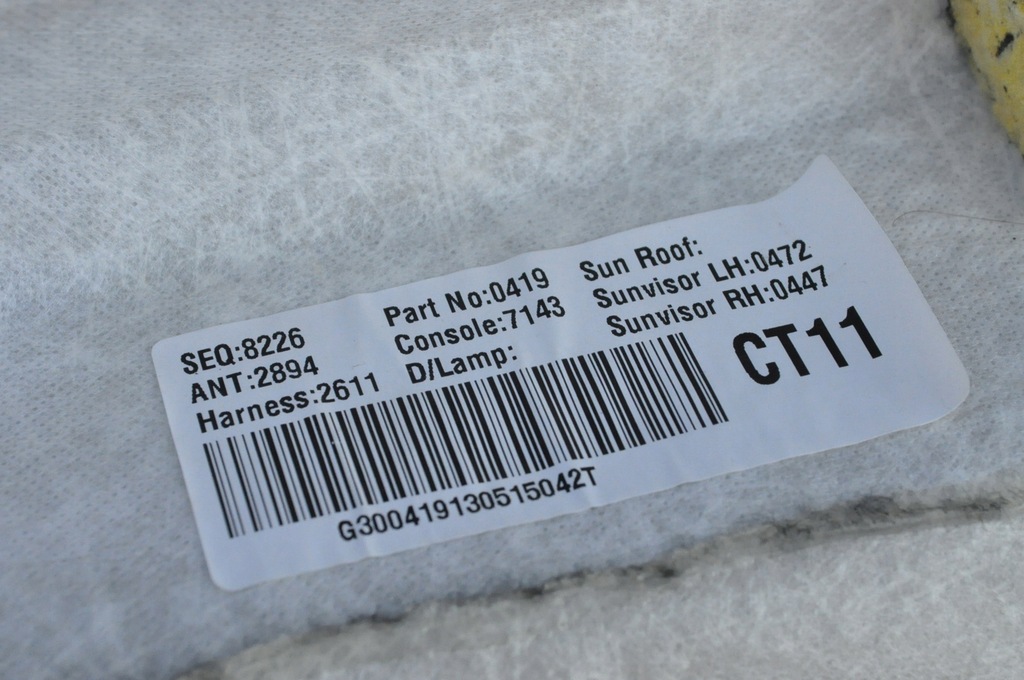 SEQ:8226
ANT:2894
Harness:2611
Part No:0419
Console:7143
D/Lamp:
Sun Roof:
Sunvisor LH:0472
Sunvisor RH:0447
CT11
G300419130515042T